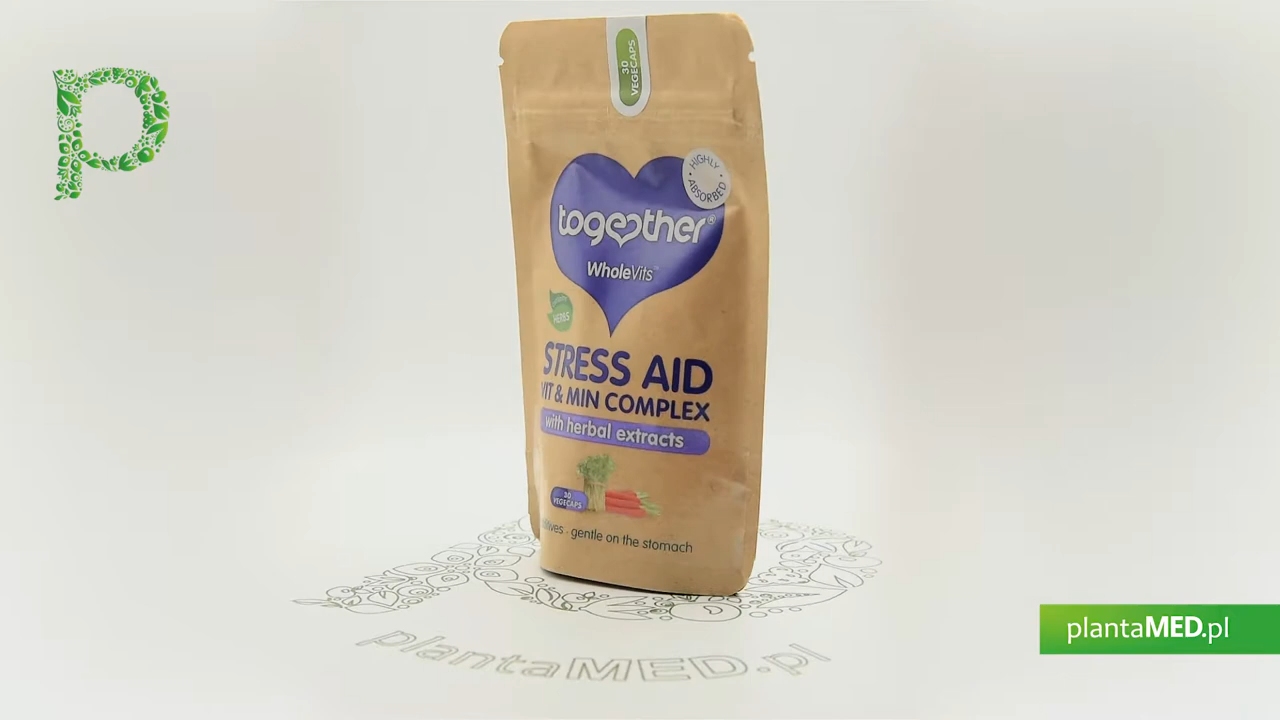 30
VEGECAPS
HIGHLY
ABSORBED
together®
WholeVits™
HERBS
STRESS AID
VIT & MIN COMPLEX
with herbal extracts
30
VEGECAPS
gentle on the stomach
plantaMED.pl
plantaMED.pl